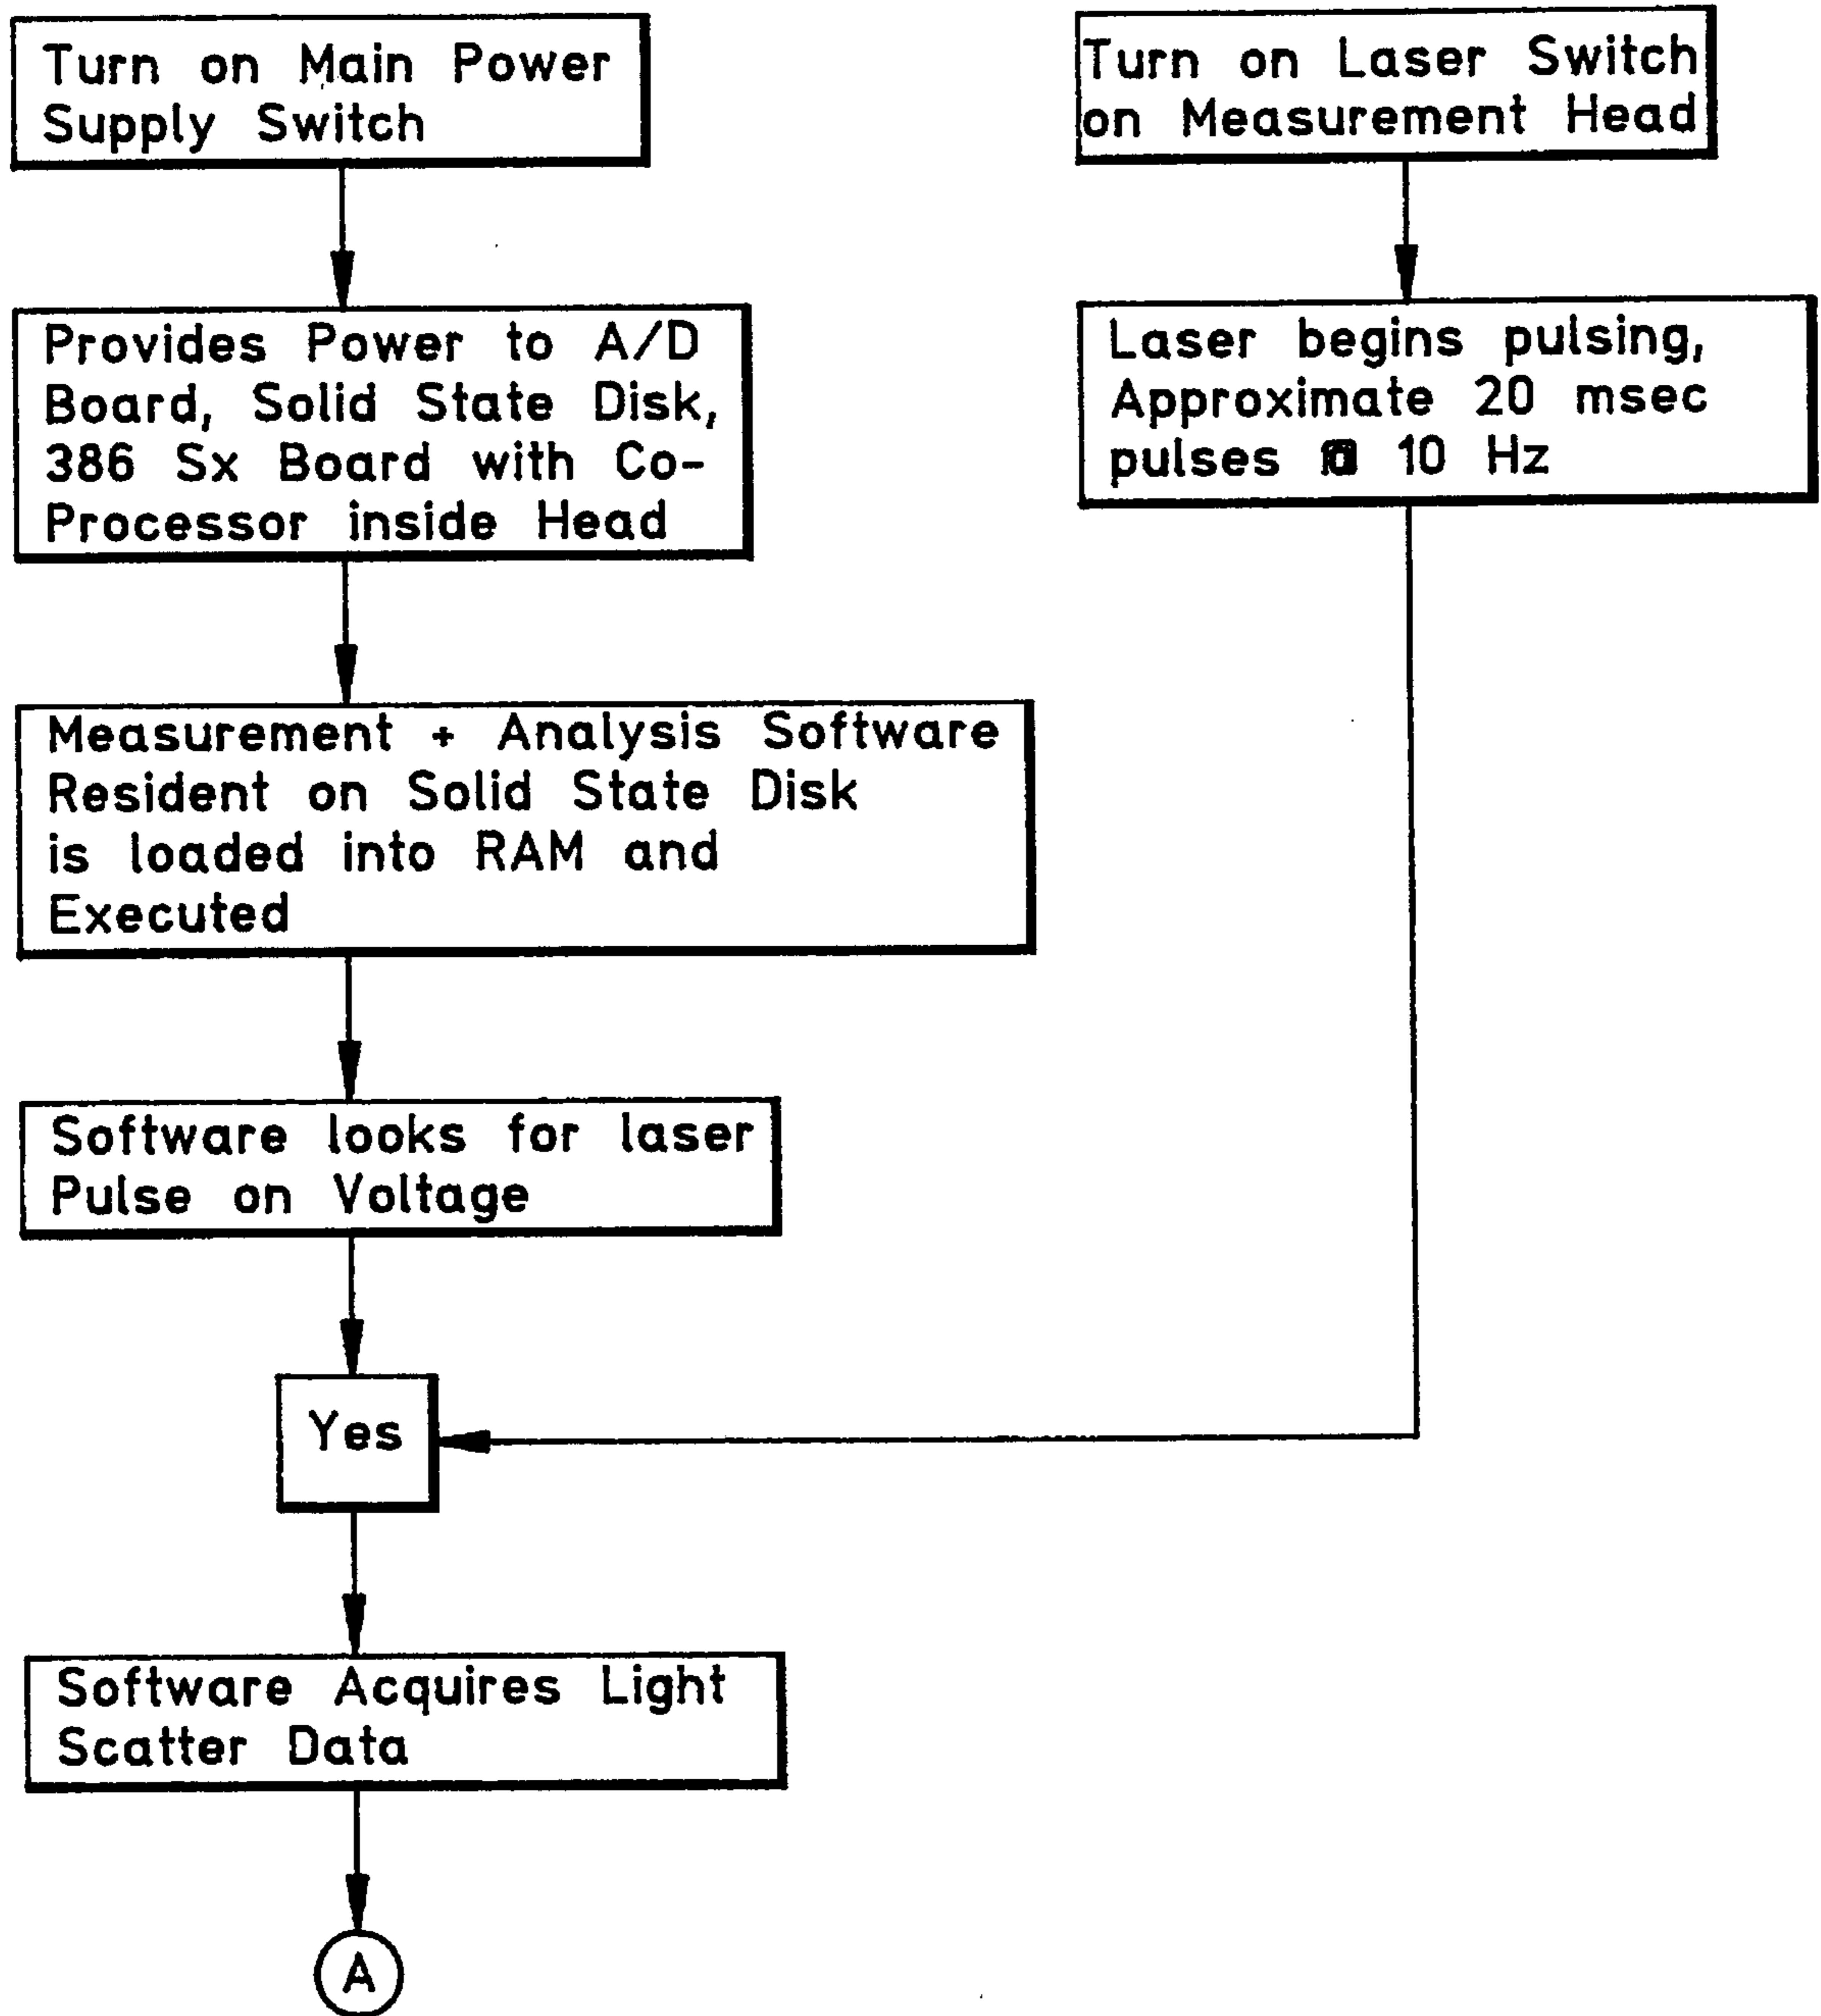 Turn on Main Power
Supply Switch
Turn on Laser Switch
on Measurement Head
Provides Power to A/D
Board, Solid State Disk,
386 Sx Board with Co-
Processor inside Head
Laser begins pulsing,
Approximate 20 msec
pulses @ 10 Hz
Measurement + Analysis Software
Resident on Solid State Disk
is loaded into RAM and
Executed
Software looks for laser
Pulse on Voltage
Yes
Software Acquires Light
Scatter Data
A